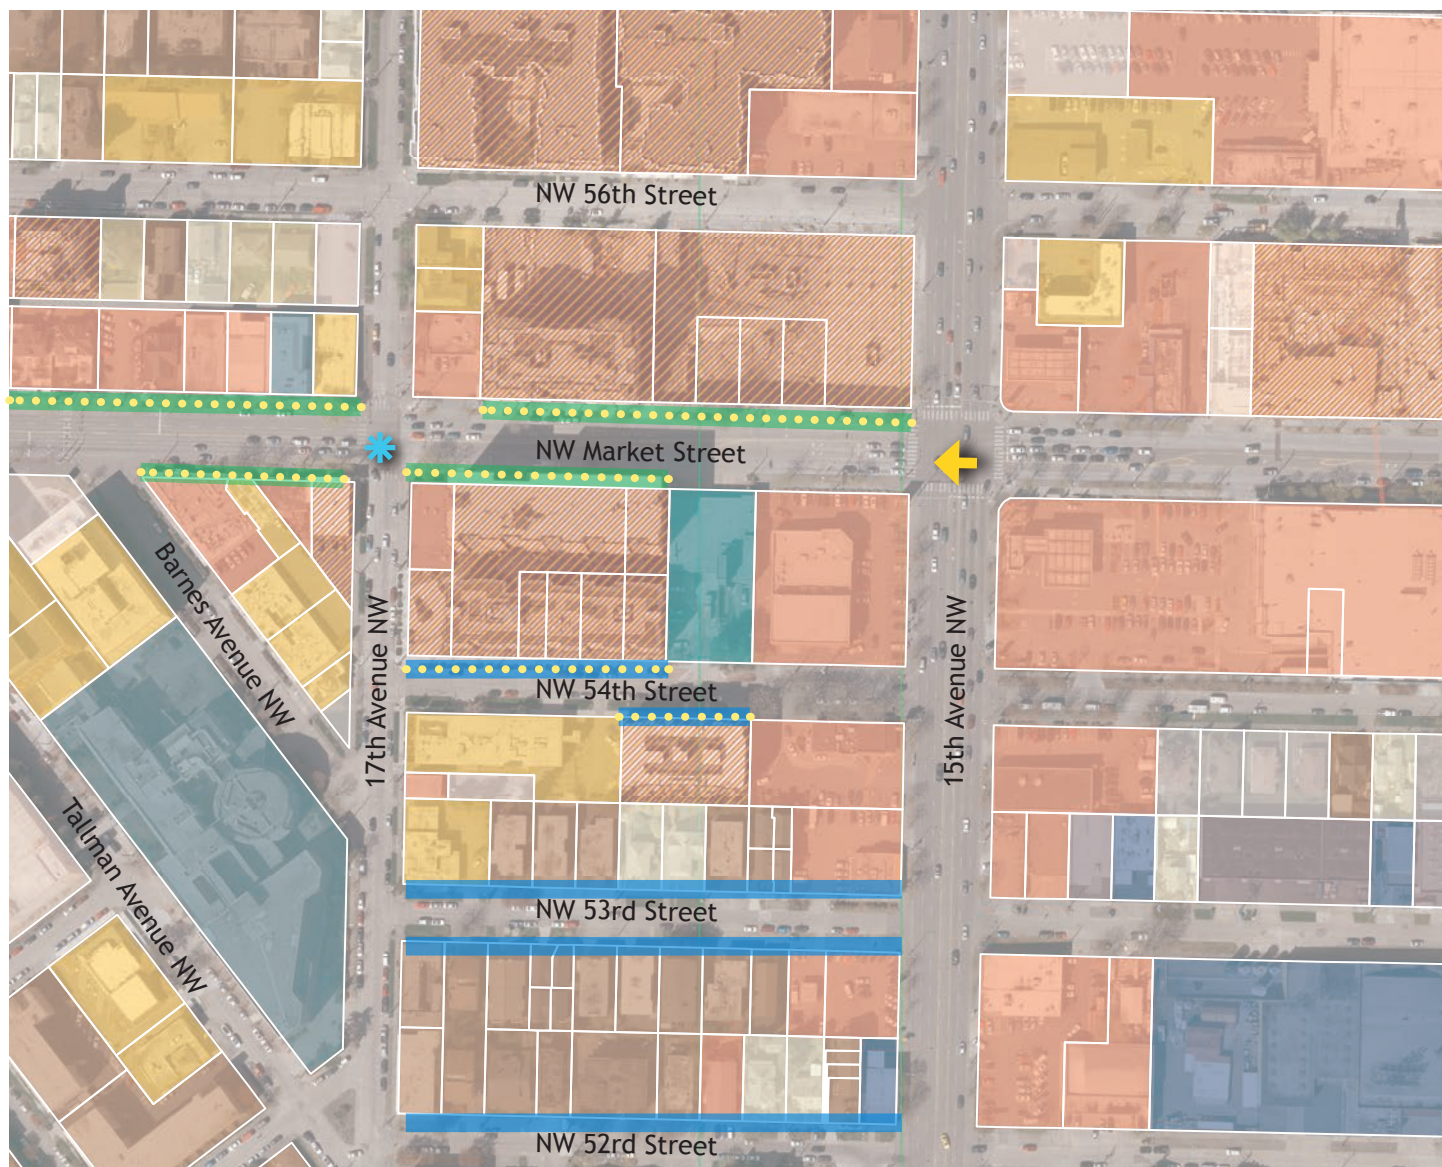 NW 56th Street
NW Market Street
Barnes Avenue NW
17th Avenue NW
15th Avenue NW
NW 54th Street
Tallman Avenue NW
NW 53rd Street
NW 52rd Street